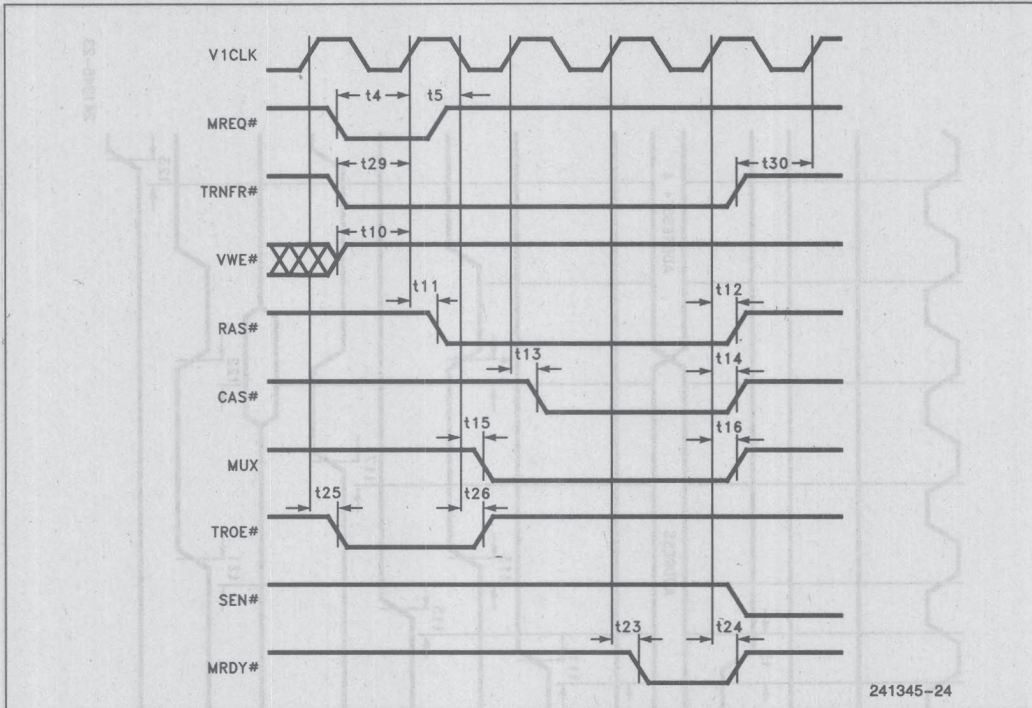 V1CLK
t4 t5
MREQ#
t29 t30
TRNFR#
t10
VWE#
t11 t12
RAS#
t13 t14
CAS#
t15 t16
MUX
t25 t26
TROE#
SEN#
t23 t24
MRDY#
241345-24